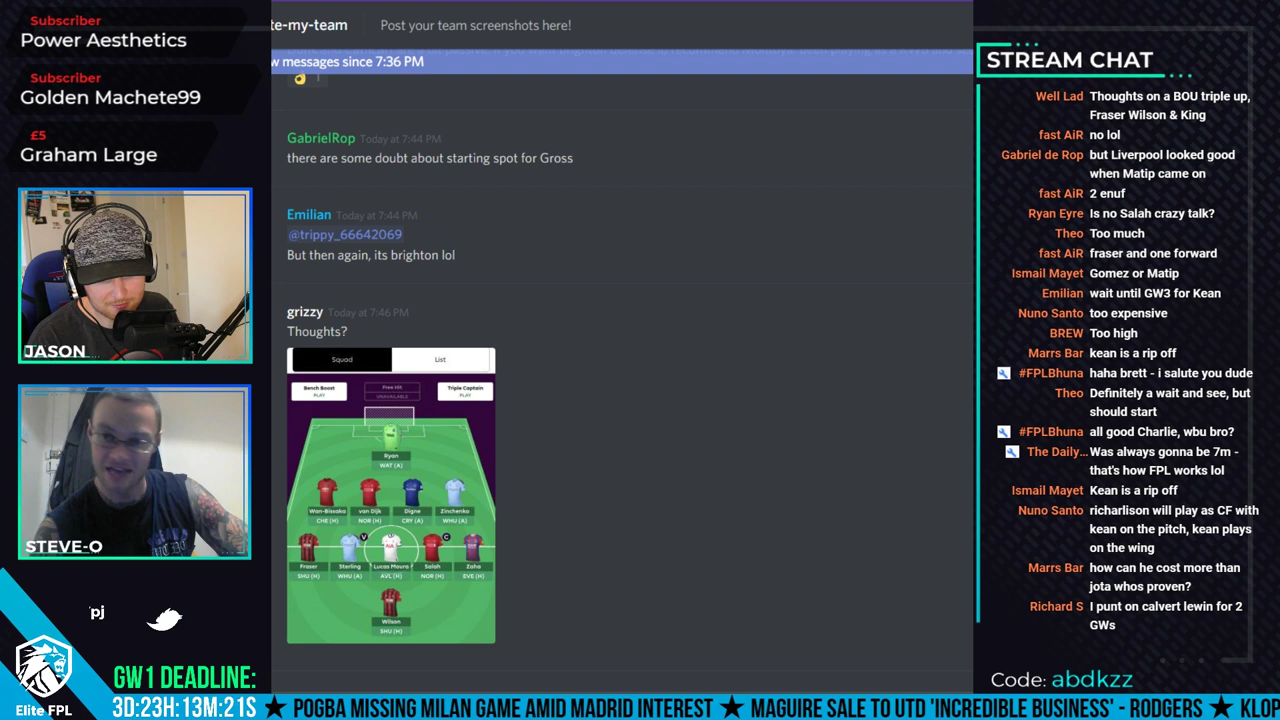 Subscriber
Power Aesthetics
Subscriber
Golden Machete99
£5
Graham Large
JASON
STEVE-O
pj
Elite FPL
GW1 DEADLINE:
3D:23H:13M:21S
te-my-team
Post your team screenshots here!
w messages since 7:36 PM
1
GabrielRop Today at 7:44 PM
there are some doubt about starting spot for Gross
Emilian Today at 7:44 PM
@trippy_66642069
But then again, its brighton lol
grizzy Today at 7:46 PM
Thoughts?
Squad List
Bench Boost Free Hit Triple Captain
PLAY UNAVAILABLE PLAY
Ryan
WAT (A)
Wan-Bissaka van Dijk Digne Zinchenko
CHE (H) NOR (H) CRY (A) WHU (A)
V C
Fraser Sterling Lucas Moura Salah Zaha
SHU (H) WHU (A) AVL (H) NOR (H) EVE (H)
Wilson
SHU (H)
STREAM CHAT
Well Lad Thoughts on a BOU triple up,
Fraser Wilson & King
fast AiR no lol
Gabriel de Rop but Liverpool looked good
when Matip came on
fast AiR 2 enuf
Ryan Eyre Is no Salah crazy talk?
Theo Too much
fast AiR fraser and one forward
Ismail Mayet Gomez or Matip
Emilian wait until GW3 for Kean
Nuno Santo too expensive
BREW Too high
Marrs Bar kean is a rip off
#FPLBhuna haha brett - i salute you dude
Theo Definitely a wait and see, but
should start
#FPLBhuna all good Charlie, wbu bro?
The Daily... Was always gonna be 7m -
that's how FPL works lol
Ismail Mayet Kean is a rip off
Nuno Santo richarlison will play as CF with
kean on the pitch, kean plays
on the wing
Marrs Bar how can he cost more than
jota whos proven?
Richard S I punt on calvert lewin for 2
GWs
Code: abdkzz
★ POGBA MISSING MILAN GAME AMID MADRID INTEREST ★ MAGUIRE SALE TO UTD 'INCREDIBLE BUSINESS' - RODGERS ★ KLOP